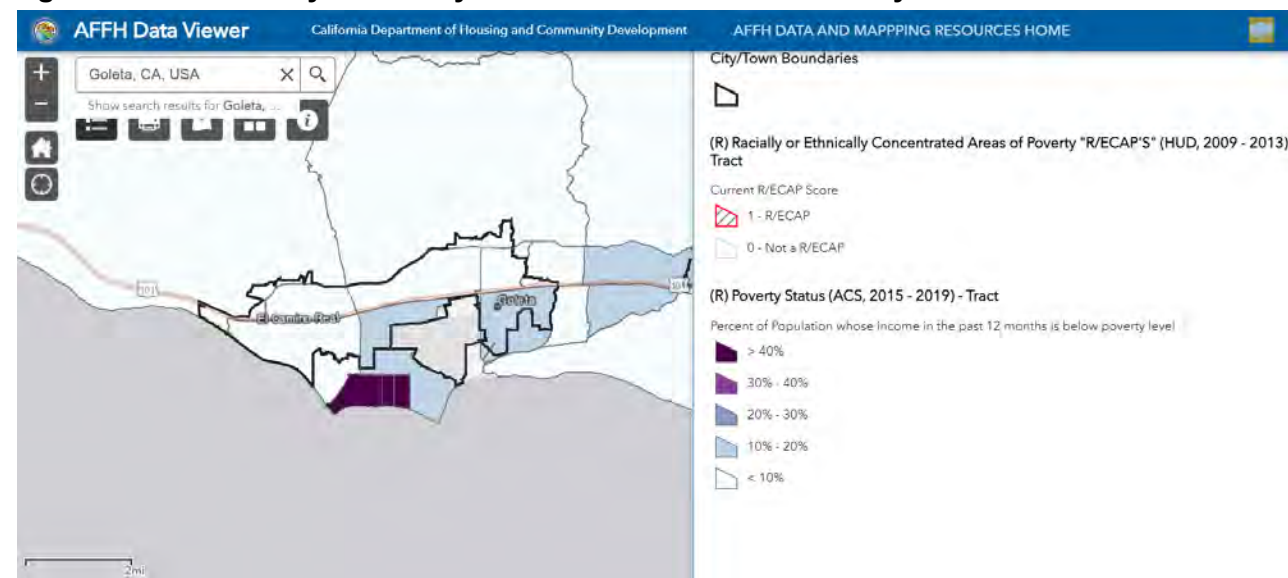 AFFH Data Viewer
California Department of Housing and Community Development
AFFH DATA AND MAPPPING RESOURCES HOME
Goleta, CA, USA
Show search results for Goleta, ...
City/Town Boundaries
(R) Racially or Ethnically Concentrated Areas of Poverty "R/ECAP'S" (HUD, 2009 - 2013)
Tract
Current R/ECAP Score
1 - R/ECAP
0 - Not a R/ECAP
(R) Poverty Status (ACS, 2015 - 2019) - Tract
Percent of Population whose Income in the past 12 months is below poverty level
> 40%
30% - 40%
20% - 30%
10% - 20%
< 10%
101
Goleta
El camino Real
2mi